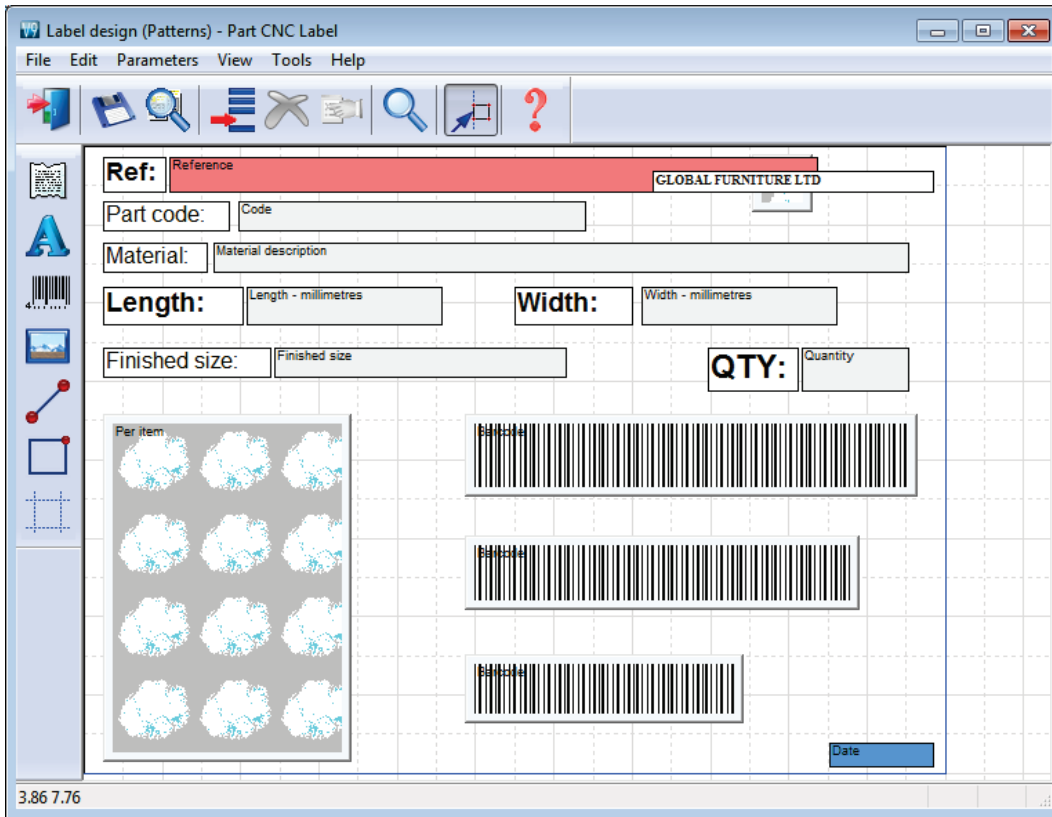 Label design (Patterns) - Part CNC Label
File Edit Parameters View Tools Help
Ref: Reference
GLOBAL FURNITURE LTD
Part code: Code
Material: Material description
Length: Length - millimetres Width: Width - millimetres
Finished size: Finished size QTY: Quantity
Per item
Barcode
Barcode
Barcode
Date
3.86 7.76